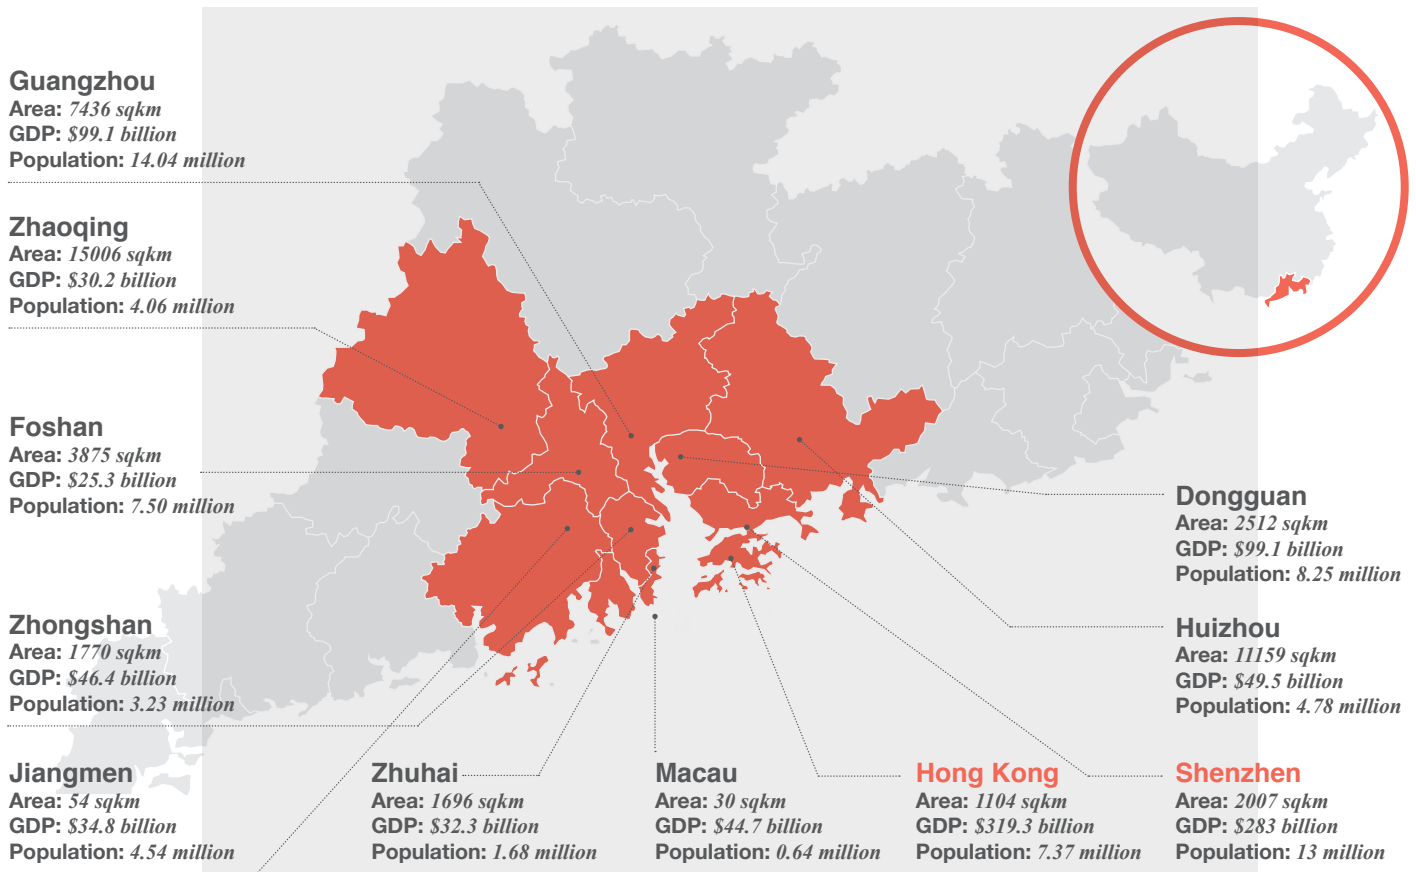 Guangzhou
Area: 7436 sqkm
GDP: $99.1 billion
Population: 14.04 million
Zhaoqing
Area: 15006 sqkm
GDP: $30.2 billion
Population: 4.06 million
Foshan
Area: 3875 sqkm
GDP: $25.3 billion
Population: 7.50 million
Zhongshan
Area: 1770 sqkm
GDP: $46.4 billion
Population: 3.23 million
Jiangmen
Area: 54 sqkm
GDP: $34.8 billion
Population: 4.54 million
Zhuhai
Area: 1696 sqkm
GDP: $32.3 billion
Population: 1.68 million
Macau
Area: 30 sqkm
GDP: $44.7 billion
Population: 0.64 million
Hong Kong
Area: 1104 sqkm
GDP: $319.3 billion
Population: 7.37 million
Dongguan
Area: 2512 sqkm
GDP: $99.1 billion
Population: 8.25 million
Huizhou
Area: 11159 sqkm
GDP: $49.5 billion
Population: 4.78 million
Shenzhen
Area: 2007 sqkm
GDP: $283 billion
Population: 13 million